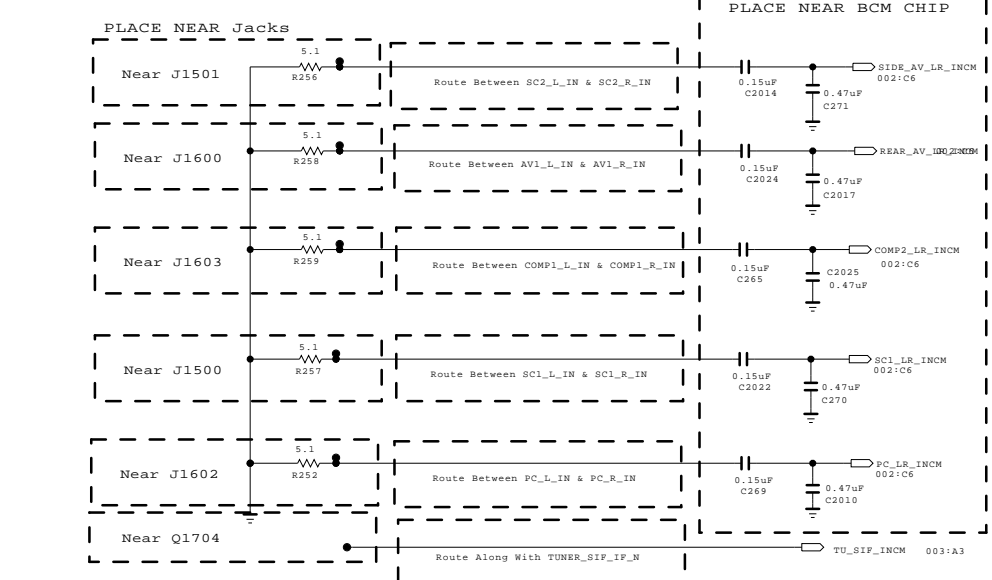 PLACE NEAR BCM CHIP
PLACE NEAR Jacks
Near J1501
5.1
R256
Route Between SC2_L_IN & SC2_R_IN
0.15uF
C2014
0.47uF
C271
SIDE_AV_LR_INCM
002:C6
Near J1600
5.1
R258
Route Between AV1_L_IN & AV1_R_IN
0.15uF
C2024
0.47uF
C2017
Near J1603
5.1
R259
Route Between COMP1_L_IN & COMP1_R_IN
0.15uF
C265
C2025
0.47uF
COMP2_LR_INCM
002:C6
Near J1500
5.1
R257
Route Between SC1_L_IN & SC1_R_IN
0.15uF
C2022
0.47uF
C270
SC1_LR_INCM
002:C6
Near J1602
5.1
R252
Route Between PC_L_IN & PC_R_IN
0.15uF
C269
0.47uF
C2010
PC_LR_INCM
002:C6
Near Q1704
Route Along With TUNER_SIF_IF_N
TU_SIF_INCM
003:A3